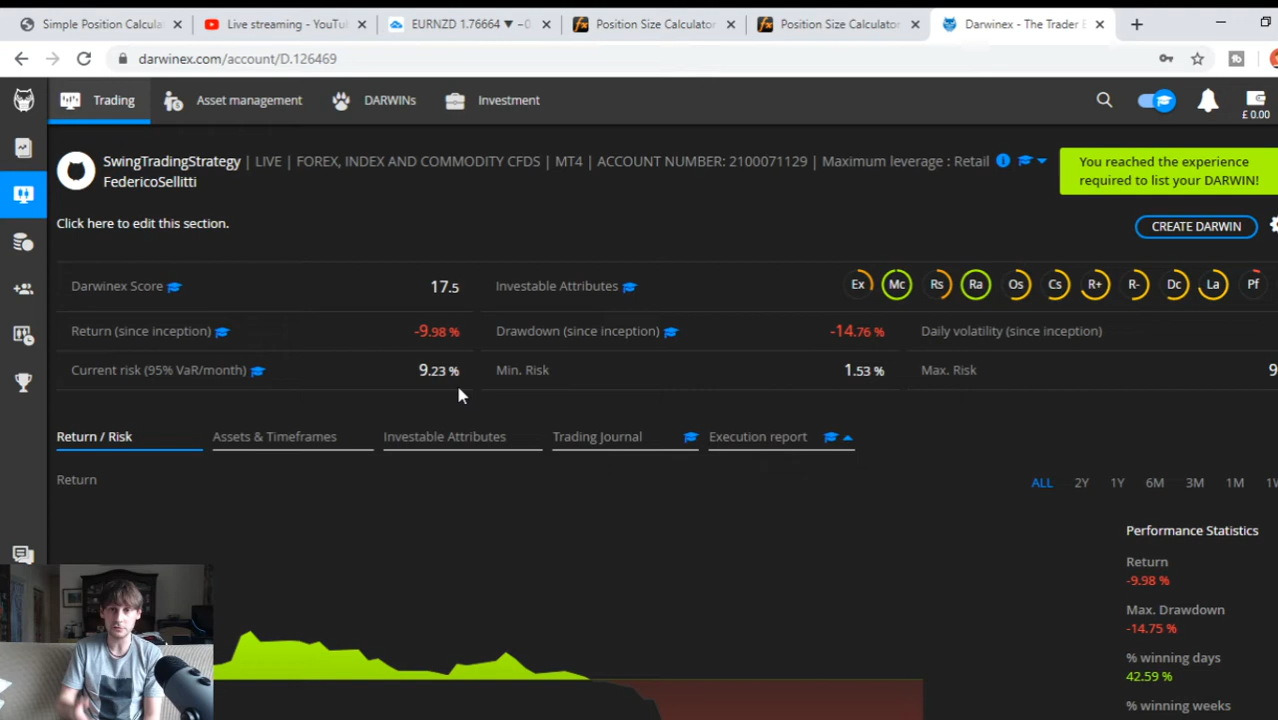 Simple Position Calcula
Live streaming - YouTu
EURNZD 1.76664 ▼ −0
Position Size Calculator
Position Size Calculator
Darwinex - The Trader E
darwinex.com/account/D.126469
Trading
Asset management
DARWINs
Investment
£ 0.00
SwingTradingStrategy | LIVE | FOREX, INDEX AND COMMODITY CFDS | MT4 | ACCOUNT NUMBER: 2100071129 | Maximum leverage : Retail
FedericoSellitti
You reached the experience
required to list your DARWIN!
Click here to edit this section.
CREATE DARWIN
Darwinex Score
17.5
Investable Attributes
Ex Mc Rs Ra Os Cs R+ R- Dc La Pf
Return (since inception)
-9.98 %
Drawdown (since inception)
-14.76 %
Daily volatility (since inception)
Current risk (95% VaR/month)
9.23 %
Min. Risk
1.53 %
Max. Risk
9
Return / Risk
Assets & Timeframes
Investable Attributes
Trading Journal
Execution report
Return
ALL 2Y 1Y 6M 3M 1M 1W
Performance Statistics
Return
-9.98 %
Max. Drawdown
-14.75 %
% winning days
42.59 %
% winning weeks